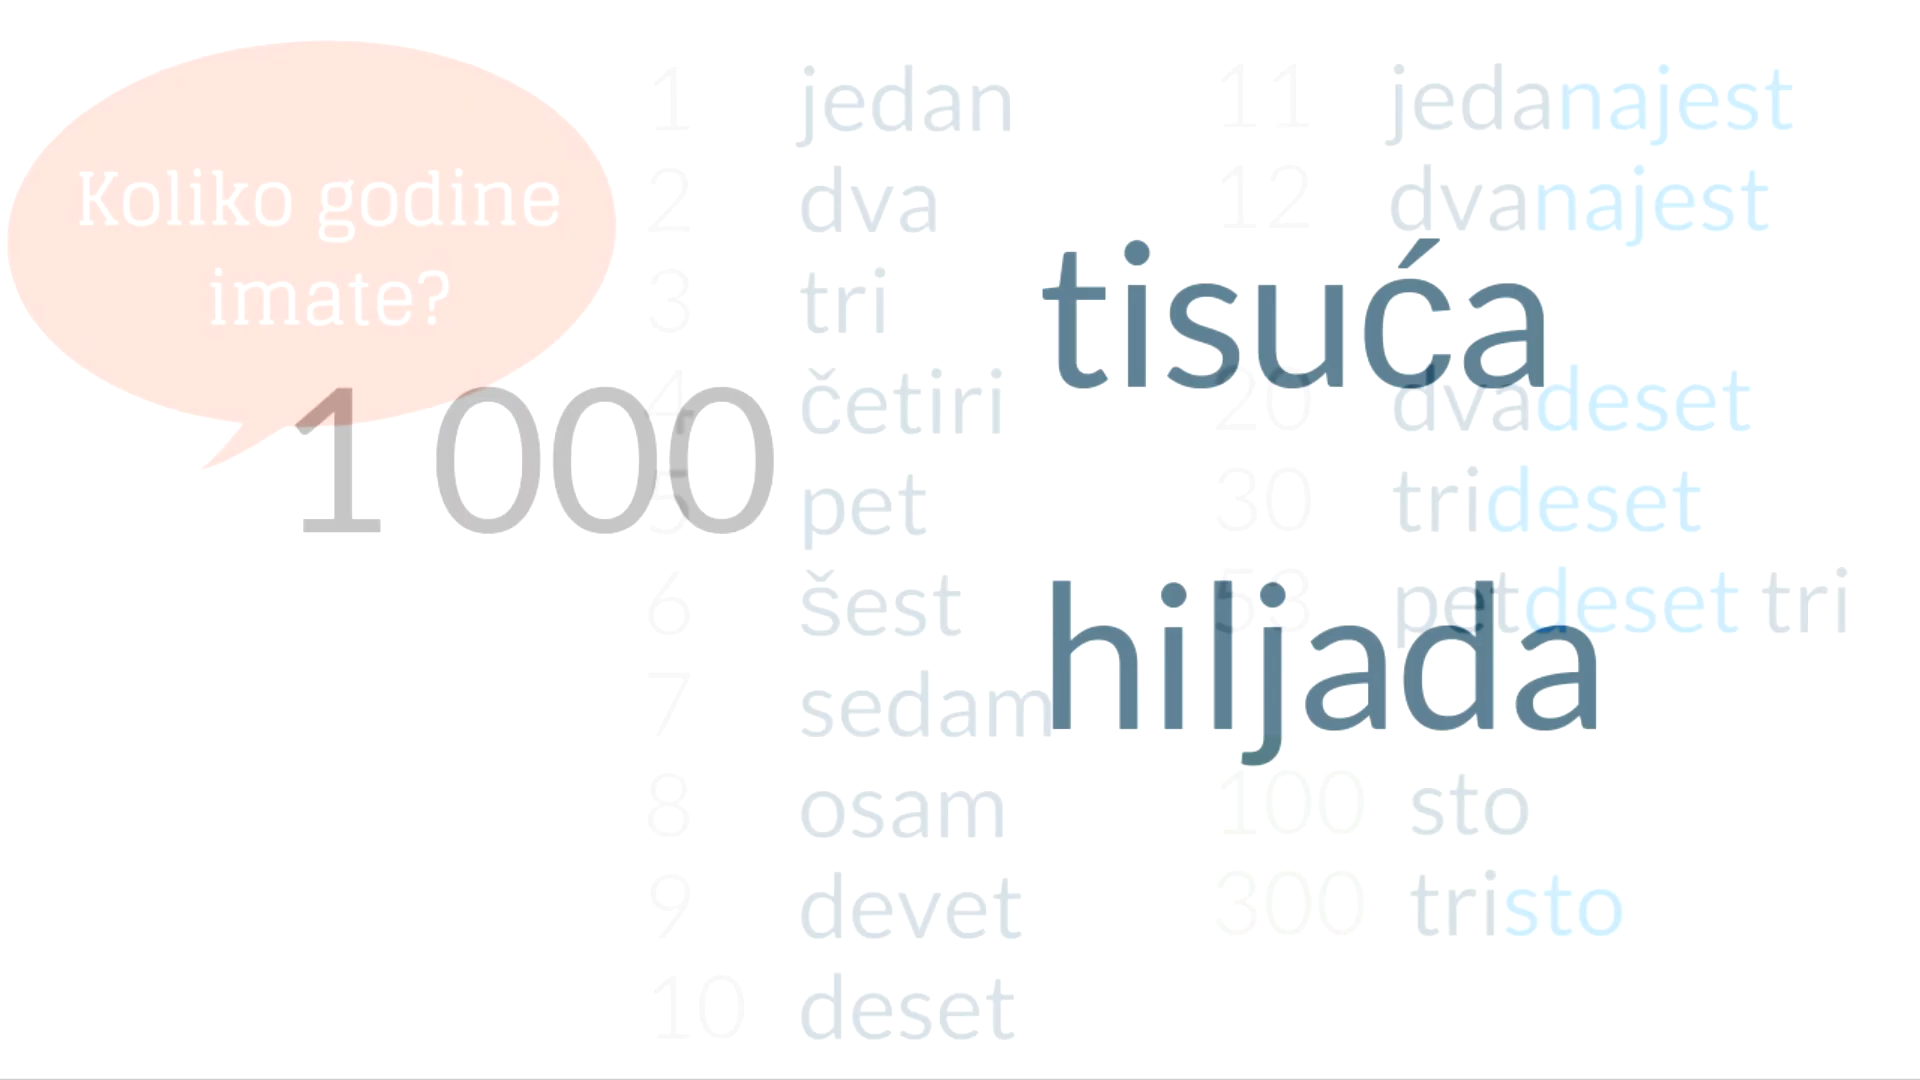 Koliko godine
imate?
1 jedan
2 dva
3 tri
4 četiri
5 pet
6 šest
7 sedam
8 osam
9 devet
10 deset
11 jedanajest
12 dvanajest
20 dvadeset
30 trideset
53 petdeset tri
100 sto
300 tristo
1 000
tisuća
hiljada